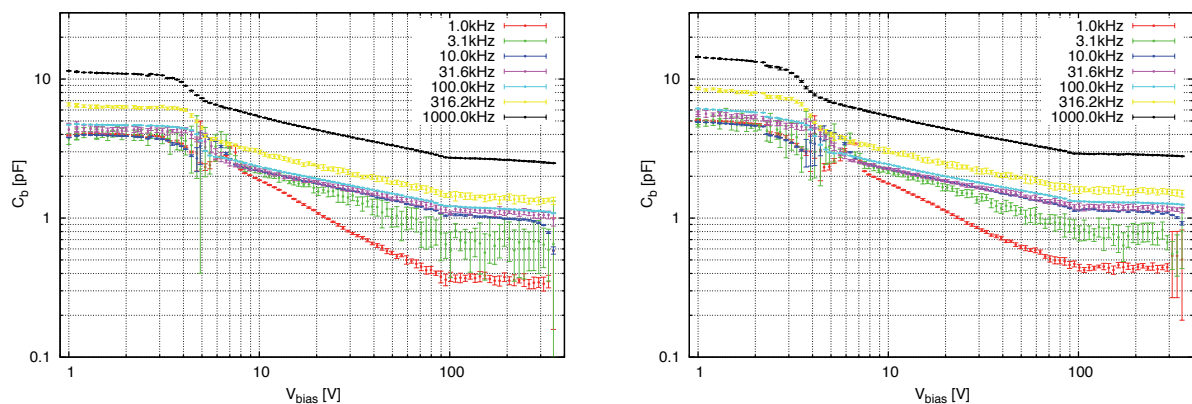 1.0kHz
3.1kHz
10.0kHz
31.6kHz
100.0kHz
316.2kHz
1000.0kHz
10
1
0.1
C_b [pF]
1
10
100
V_bias [V]
1.0kHz
3.1kHz
10.0kHz
31.6kHz
100.0kHz
316.2kHz
1000.0kHz
10
1
0.1
C_b [pF]
1
10
100
V_bias [V]